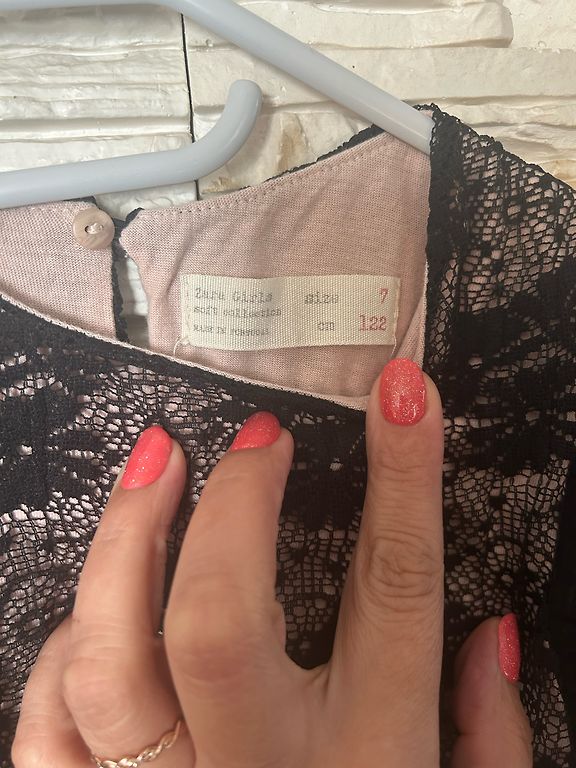 Zara Girls size 7
soft collection
MADE IN PORTUGAL cm 122